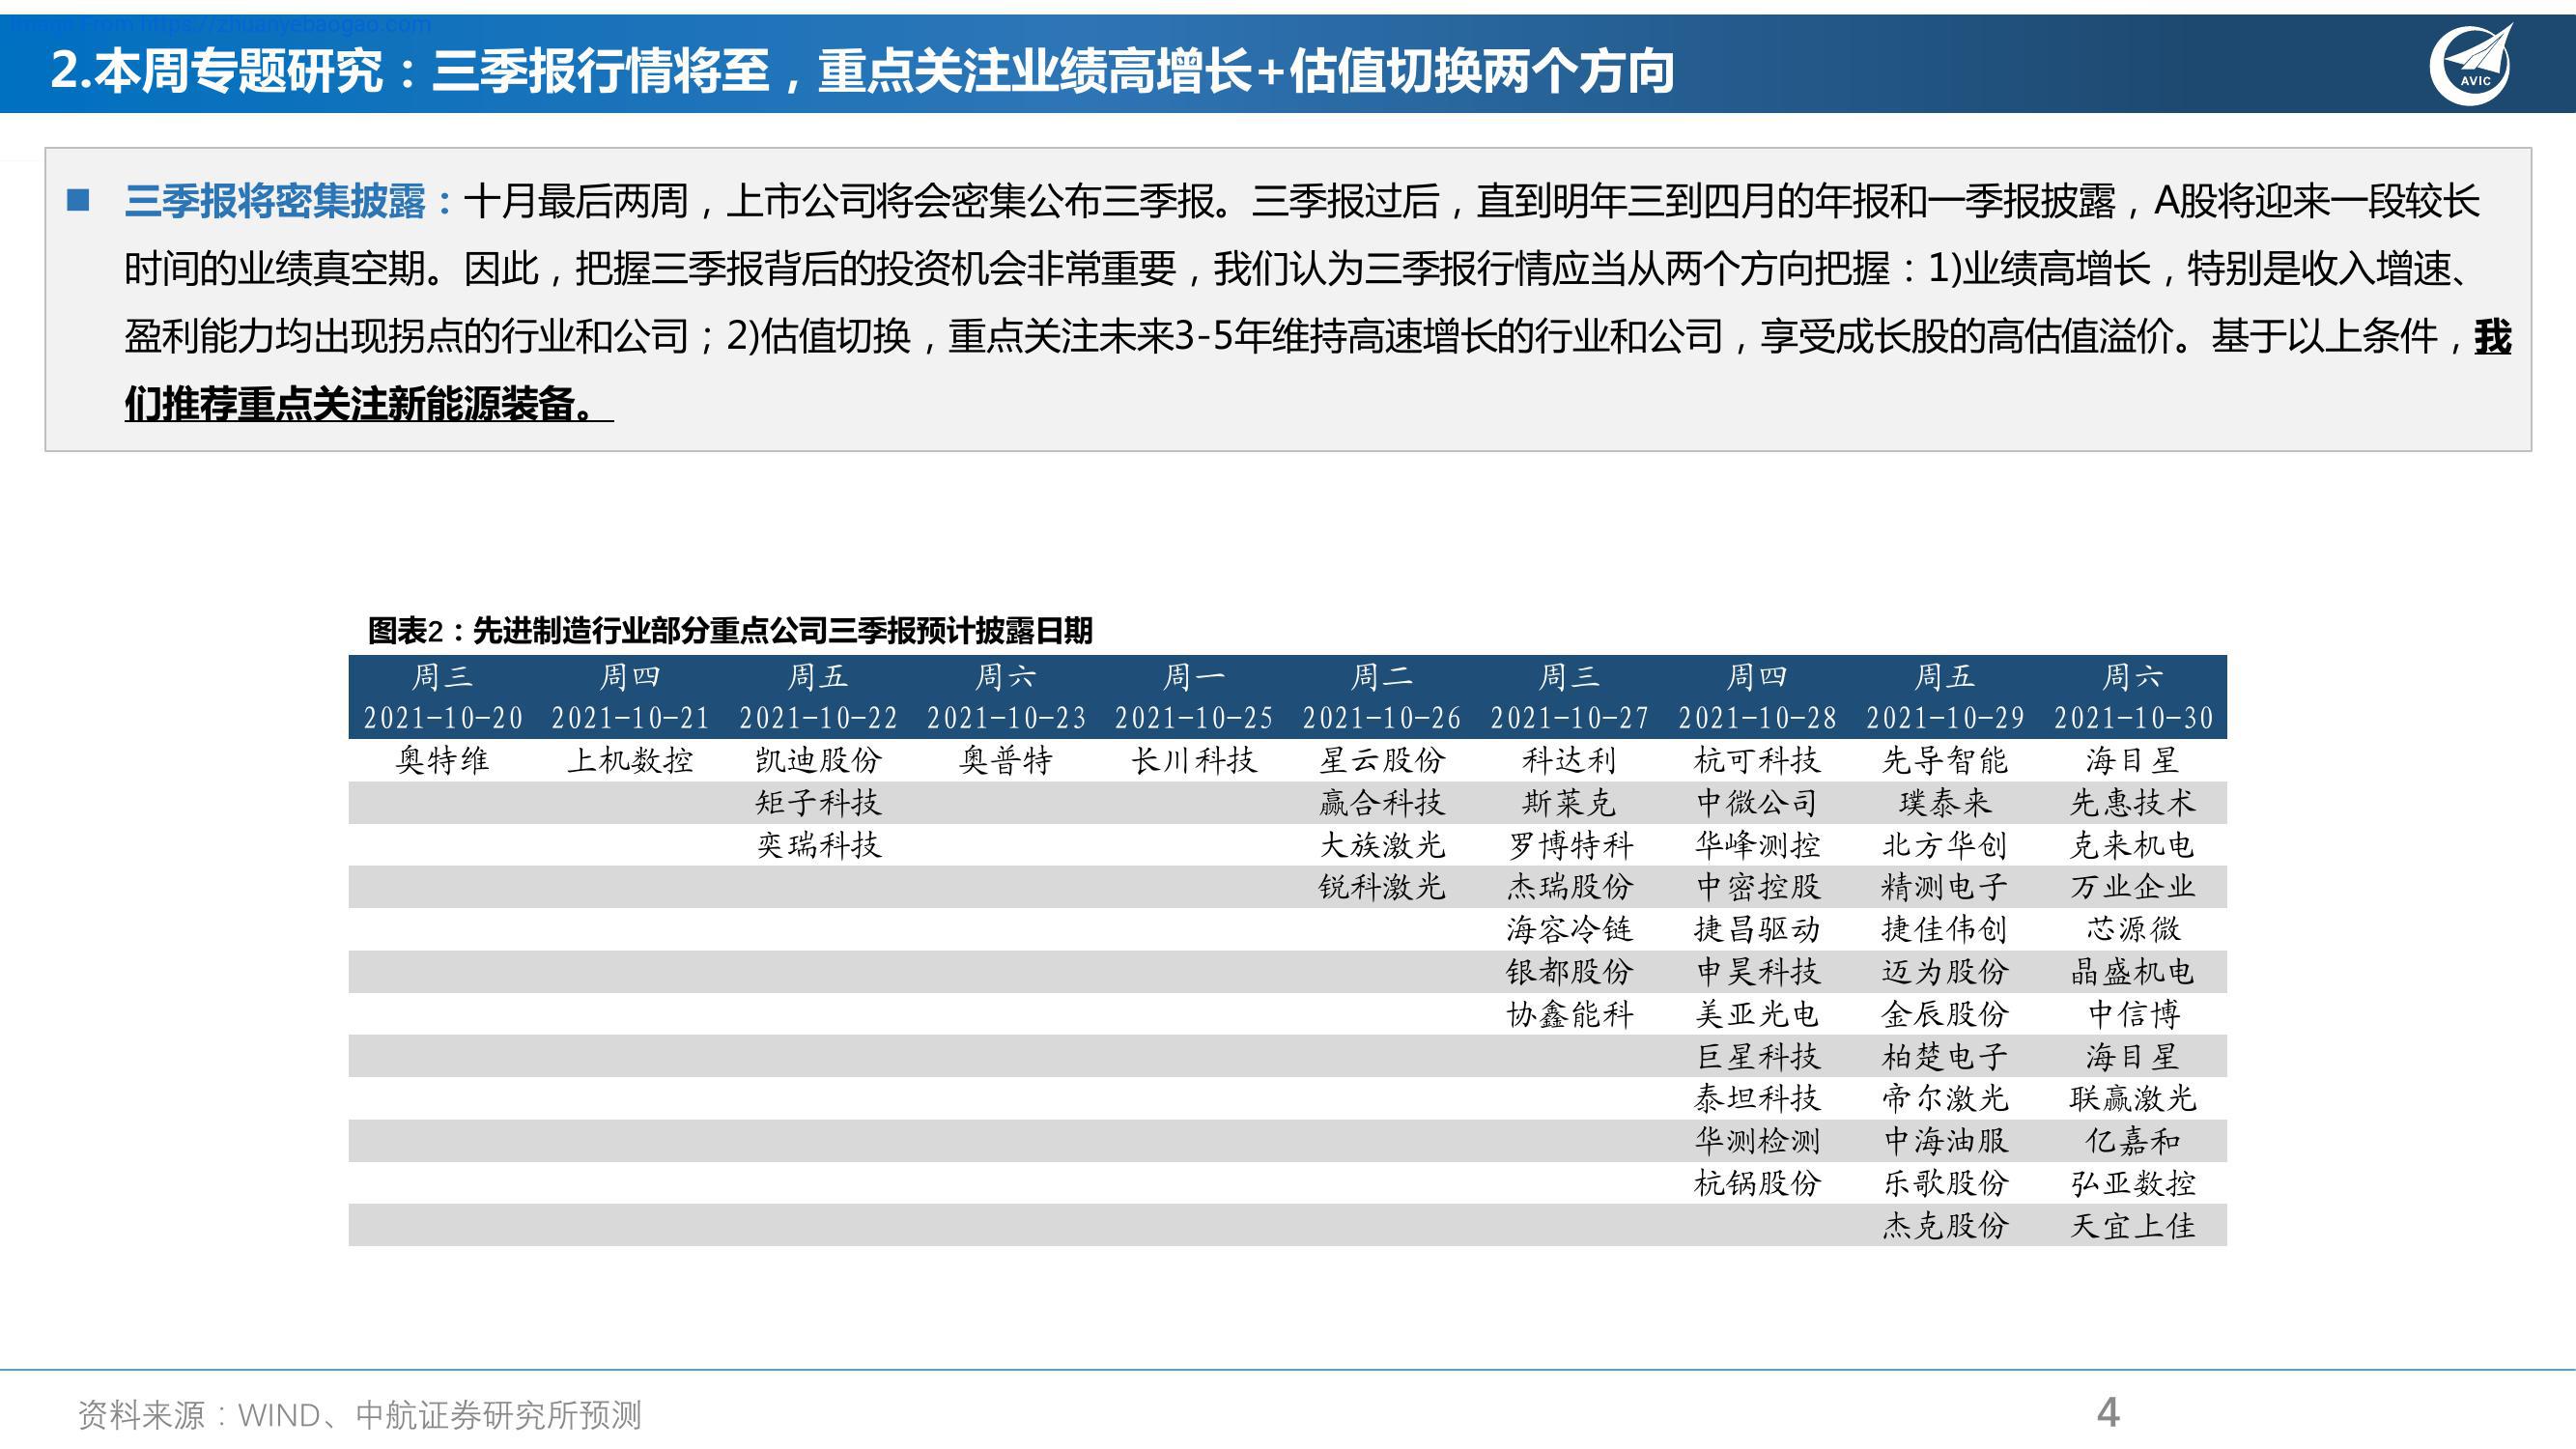 Image From https://zhuanyebaogao.com
2.本周专题研究：三季报行情将至，重点关注业绩高增长+估值切换两个方向
AVIC
三季报将密集披露：十月最后两周，上市公司将会密集公布三季报。三季报过后，直到明年三到四月的年报和一季报披露，A股将迎来一段较长
时间的业绩真空期。因此，把握三季报背后的投资机会非常重要，我们认为三季报行情应当从两个方向把握：1)业绩高增长，特别是收入增速、
盈利能力均出现拐点的行业和公司；2)估值切换，重点关注未来3-5年维持高速增长的行业和公司，享受成长股的高估值溢价。基于以上条件，我
们推荐重点关注新能源装备。
图表2：先进制造行业部分重点公司三季报预计披露日期
周三 周四 周五 周六 周一 周二 周三 周四 周五 周六
2021-10-20 2021-10-21 2021-10-22 2021-10-23 2021-10-25 2021-10-26 2021-10-27 2021-10-28 2021-10-29 2021-10-30
奥特维 上机数控 凯迪股份 奥普特 长川科技 星云股份 科达利 杭可科技 先导智能 海目星
矩子科技 赢合科技 斯莱克 中微公司 璞泰来 先惠技术
奕瑞科技 大族激光 罗博特科 华峰测控 北方华创 克来机电
锐科激光 杰瑞股份 中密控股 精测电子 万业企业
海容冷链 捷昌驱动 捷佳伟创 芯源微
银都股份 申昊科技 迈为股份 晶盛机电
协鑫能科 美亚光电 金辰股份 中信博
巨星科技 柏楚电子 海目星
泰坦科技 帝尔激光 联赢激光
华测检测 中海油服 亿嘉和
杭锅股份 乐歌股份 弘亚数控
杰克股份 天宜上佳
资料来源：WIND、中航证券研究所预测
4